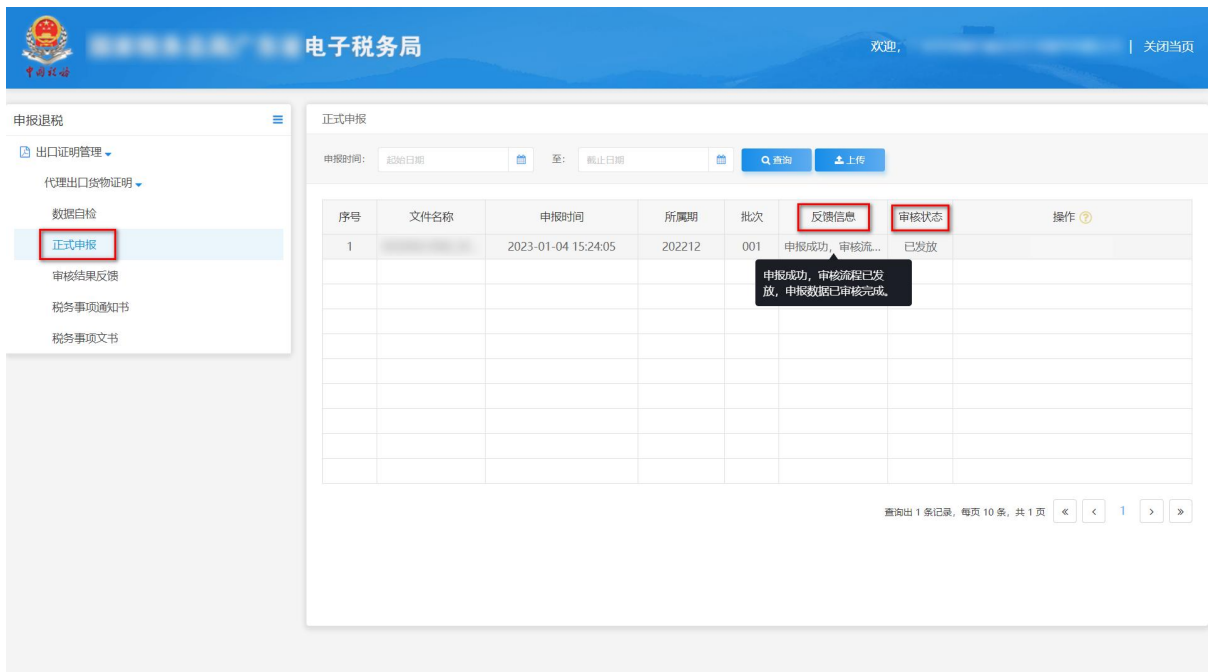 中国税务
电子税务局
欢迎,
| 关闭当页
申报退税
出口证明管理
代理出口货物证明
数据自检
正式申报
审核结果反馈
税务事项通知书
税务事项文书
正式申报
申报时间: 起始日期 至: 截止日期 查询 上传
序号 文件名称 申报时间 所属期 批次 反馈信息 审核状态 操作 ?
1 2023-01-04 15:24:05 202212 001 申报成功，审核流... 已发放
申报成功，审核流程已发
放，申报数据已审核完成。
查询出 1 条记录, 每页 10 条, 共 1 页 « < 1 > »